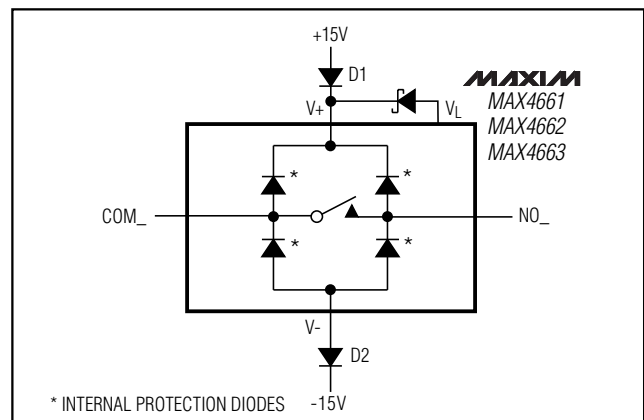 +15V
D1
MAXIM
V+
VL
MAX4661
MAX4662
MAX4663
*
*
COM_
NO_
*
*
V-
D2
* INTERNAL PROTECTION DIODES
-15V